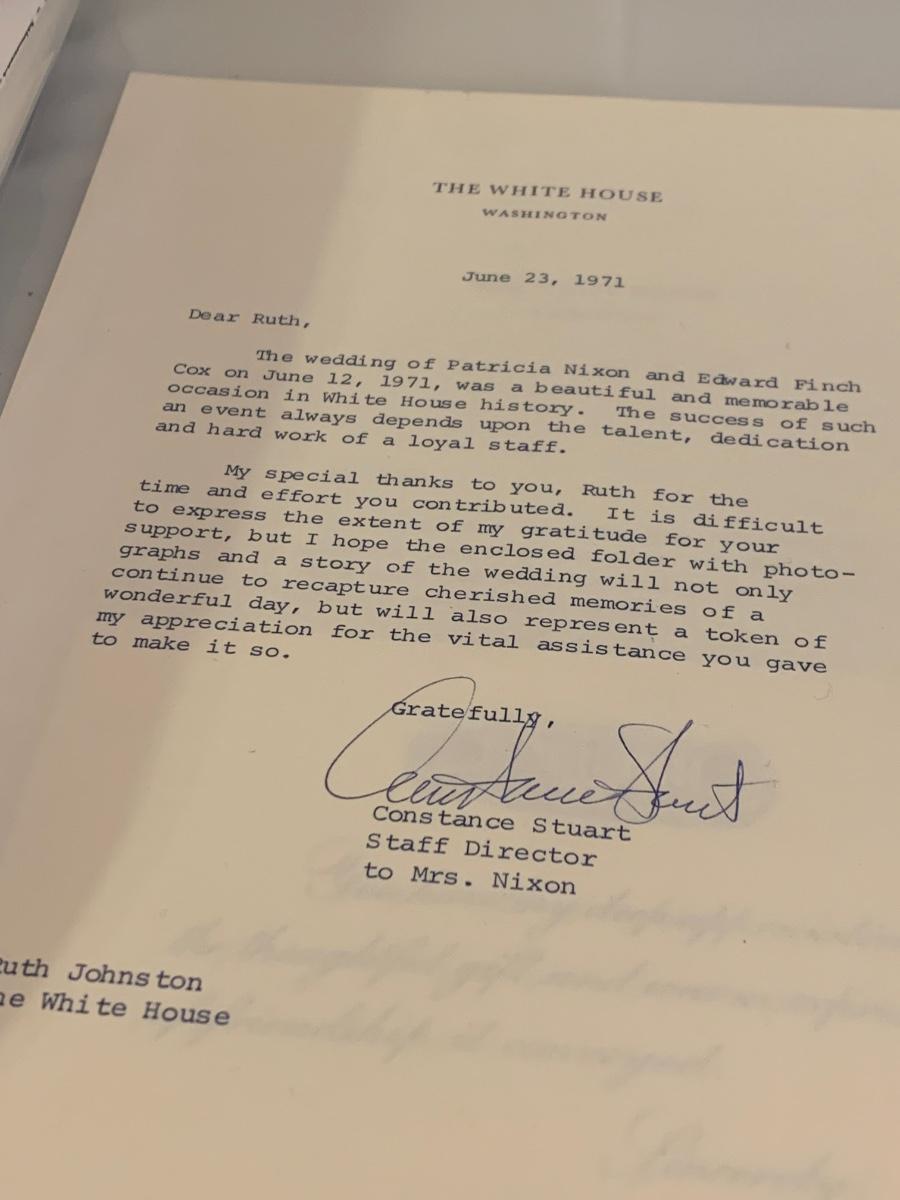 THE WHITE HOUSE
WASHINGTON
June 23, 1971
Dear Ruth,
The wedding of Patricia Nixon and Edward Finch
Cox on June 12, 1971, was a beautiful and memorable
occasion in White House history. The success of such
an event always depends upon the talent, dedication
and hard work of a loyal staff.
My special thanks to you, Ruth for the
time and effort you contributed. It is difficult
to express the extent of my gratitude for your
support, but I hope the enclosed folder with photo-
graphs and a story of the wedding will not only
continue to recapture cherished memories of a
wonderful day, but will also represent a token of
my appreciation for the vital assistance you gave
to make it so.
Gratefully,
Constance Stuart
Constance Stuart
Staff Director
to Mrs. Nixon
uth Johnston
he White House